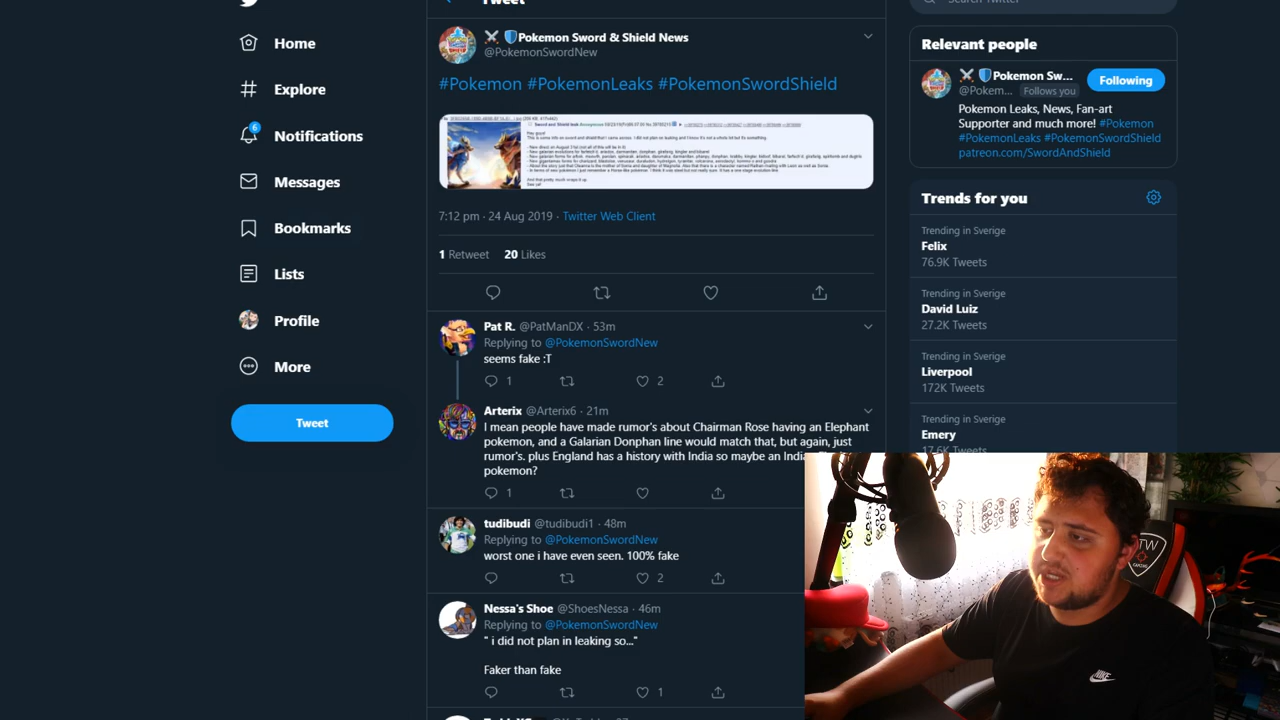 Tweet
Search Twitter
Home
Explore
6
Notifications
Messages
Bookmarks
Lists
Profile
More
Tweet
Pokemon Sword & Shield News
@PokemonSwordNew
#Pokemon #PokemonLeaks #PokemonSwordShield
7:12 pm · 24 Aug 2019 · Twitter Web Client
1 Retweet 20 Likes
Pat R. @PatManDX · 53m
Replying to @PokemonSwordNew
seems fake :T
1 2
Arterix @Arterix6 · 21m
I mean people have made rumor's about Chairman Rose having an Elephant
pokemon, and a Galarian Donphan line would match that, but again, just
rumor's. plus England has a history with India so maybe an India
pokemon?
1
tudibudi @tudibudi1 · 48m
Replying to @PokemonSwordNew
worst one i have even seen. 100% fake
2
Nessa's Shoe @ShoesNessa · 46m
Replying to @PokemonSwordNew
" i did not plan in leaking so..."
Faker than fake
1
Relevant people
Pokemon Sw...
@Pokem... Follows you
Following
Pokemon Leaks, News, Fan-art
Supporter and much more! #Pokemon
#PokemonLeaks #PokemonSwordShield
patreon.com/SwordAndShield
Trends for you
Trending in Sverige
Felix
76.9K Tweets
Trending in Sverige
David Luiz
27.2K Tweets
Trending in Sverige
Liverpool
172K Tweets
Trending in Sverige
Emery
17.6K Tweets
TW
GAMING